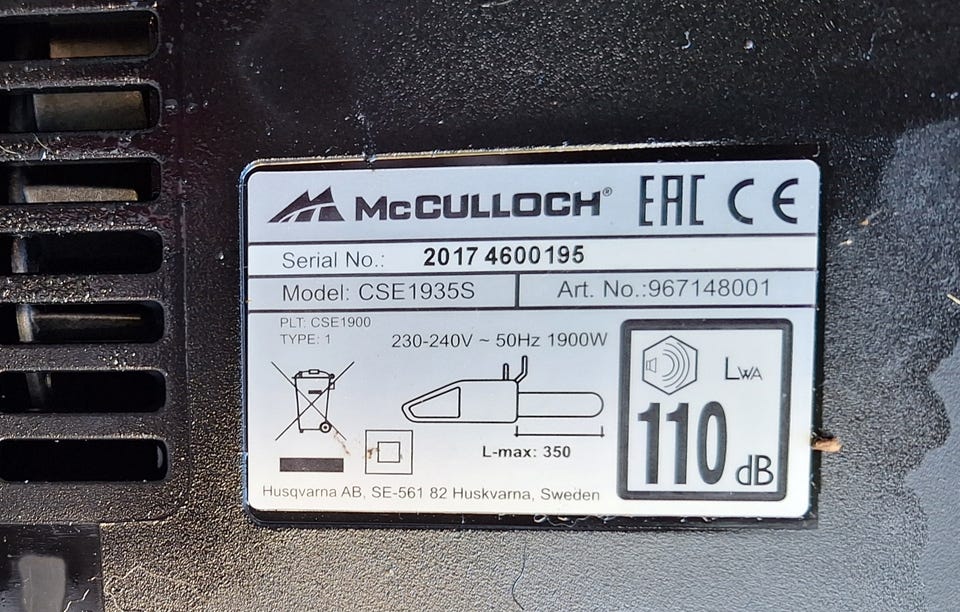 McCULLOCH® EAC CE
Serial No.: 2017 4600195
Model: CSE1935S Art. No.:967148001
PLT: CSE1900
TYPE: 1
230-240V ~ 50Hz 1900W
LWA
110 dB
L-max: 350
Husqvarna AB, SE-561 82 Huskvarna, Sweden